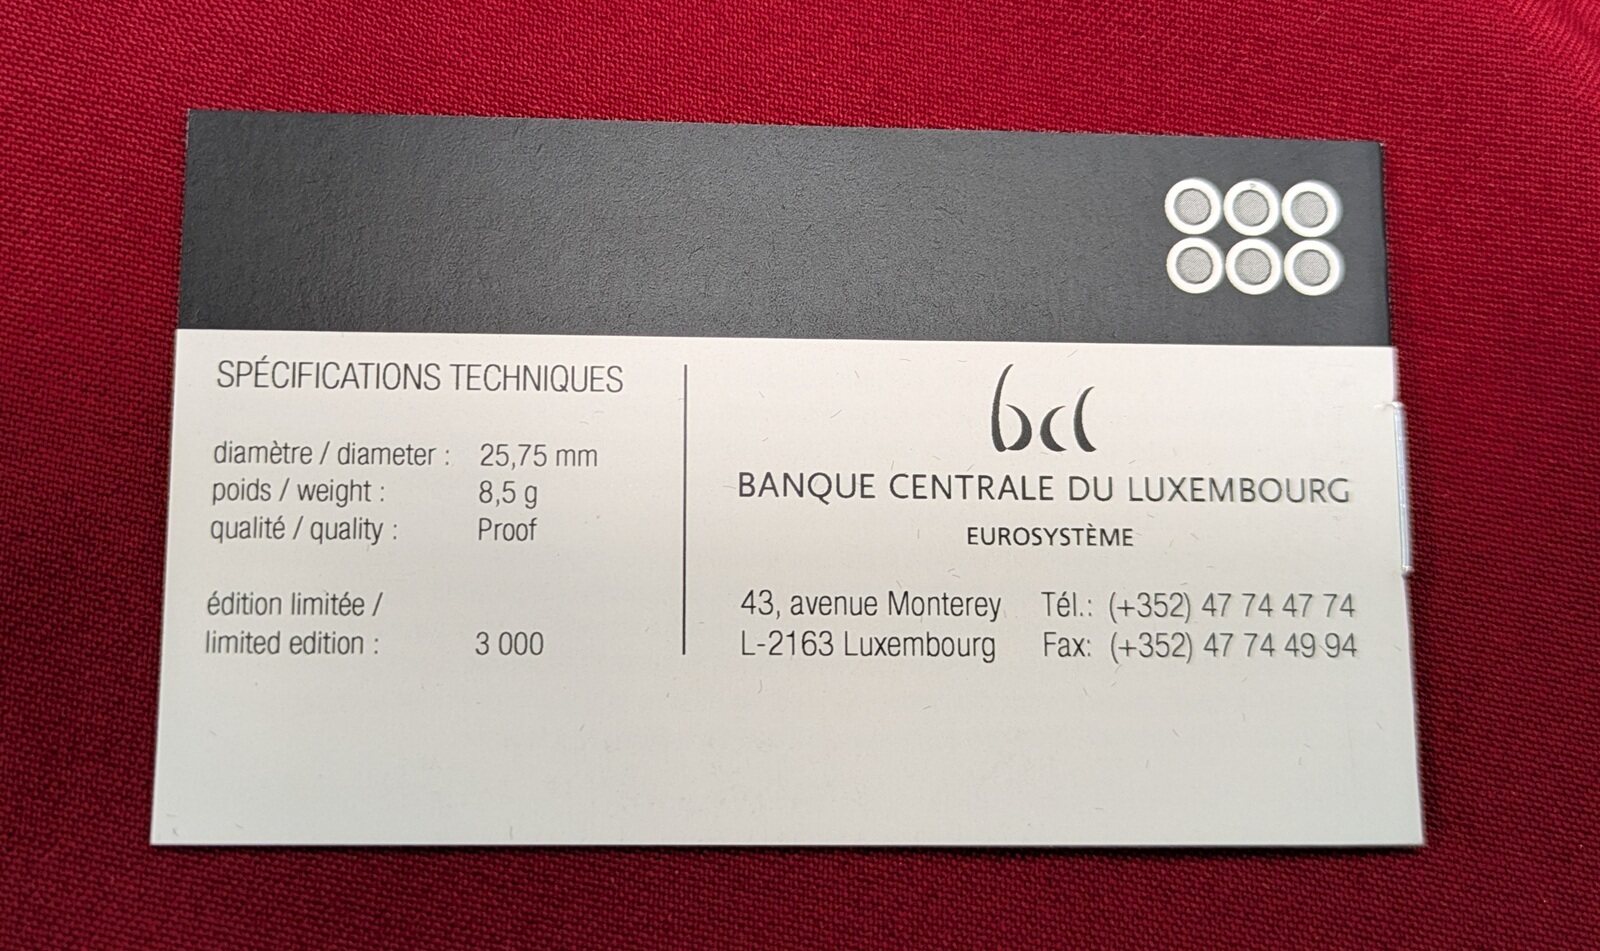 SPÉCIFICATIONS TECHNIQUES
diamètre / diameter : 25,75 mm
poids / weight : 8,5 g
qualité / quality : Proof
édition limitée /
limited edition : 3 000
bcl
BANQUE CENTRALE DU LUXEMBOURG
EUROSYSTÈME
43, avenue Monterey Tél.: (+352) 47 74 47 74
L-2163 Luxembourg Fax: (+352) 47 74 49 94